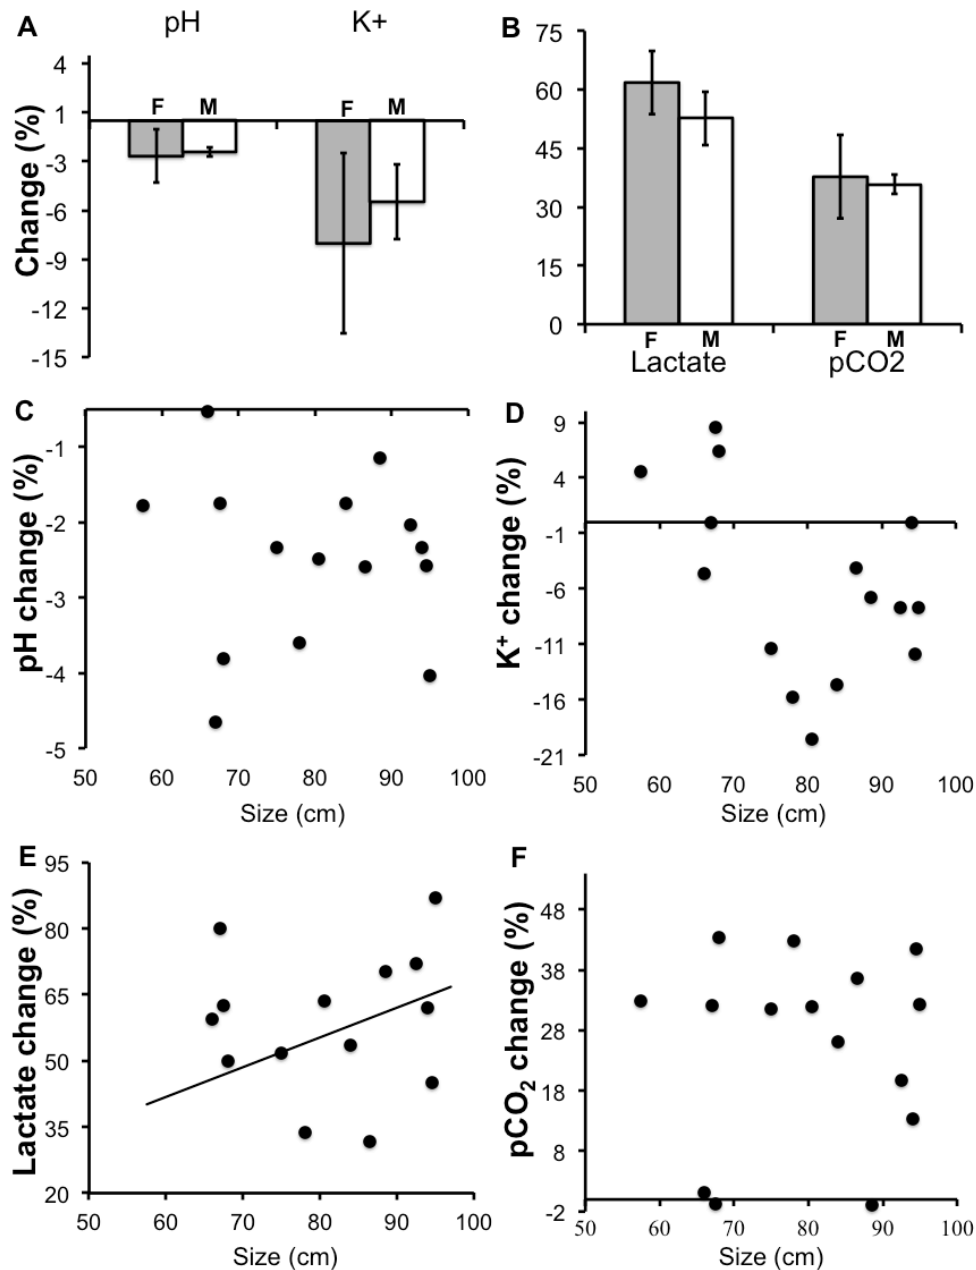 A
pH
K+
B
Change (%)
4
1
-3
-6
-9
-12
-15
F
M
F
M
75
60
45
30
15
0
F
M
F
M
Lactate
pCO2
C
pH change (%)
-1
-2
-3
-4
-5
50
60
70
80
90
100
Size (cm)
D
K⁺ change (%)
9
4
-1
-6
-11
-16
-21
50
60
70
80
90
100
Size (cm)
E
Lactate change (%)
95
80
65
50
35
20
50
60
70
80
90
100
Size (cm)
F
pCO₂ change (%)
48
38
28
18
8
-2
50
60
70
80
90
100
Size (cm)